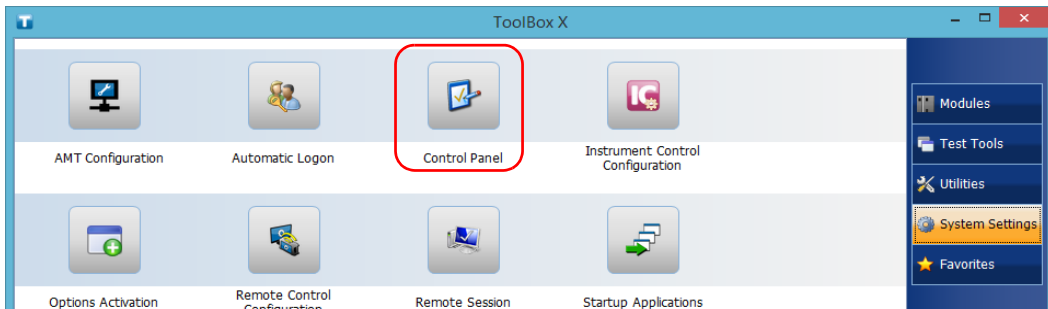 ToolBox X
AMT Configuration
Automatic Logon
Control Panel
Instrument Control
Configuration
Options Activation
Remote Control
Configuration
Remote Session
Startup Applications
Modules
Test Tools
Utilities
System Settings
Favorites